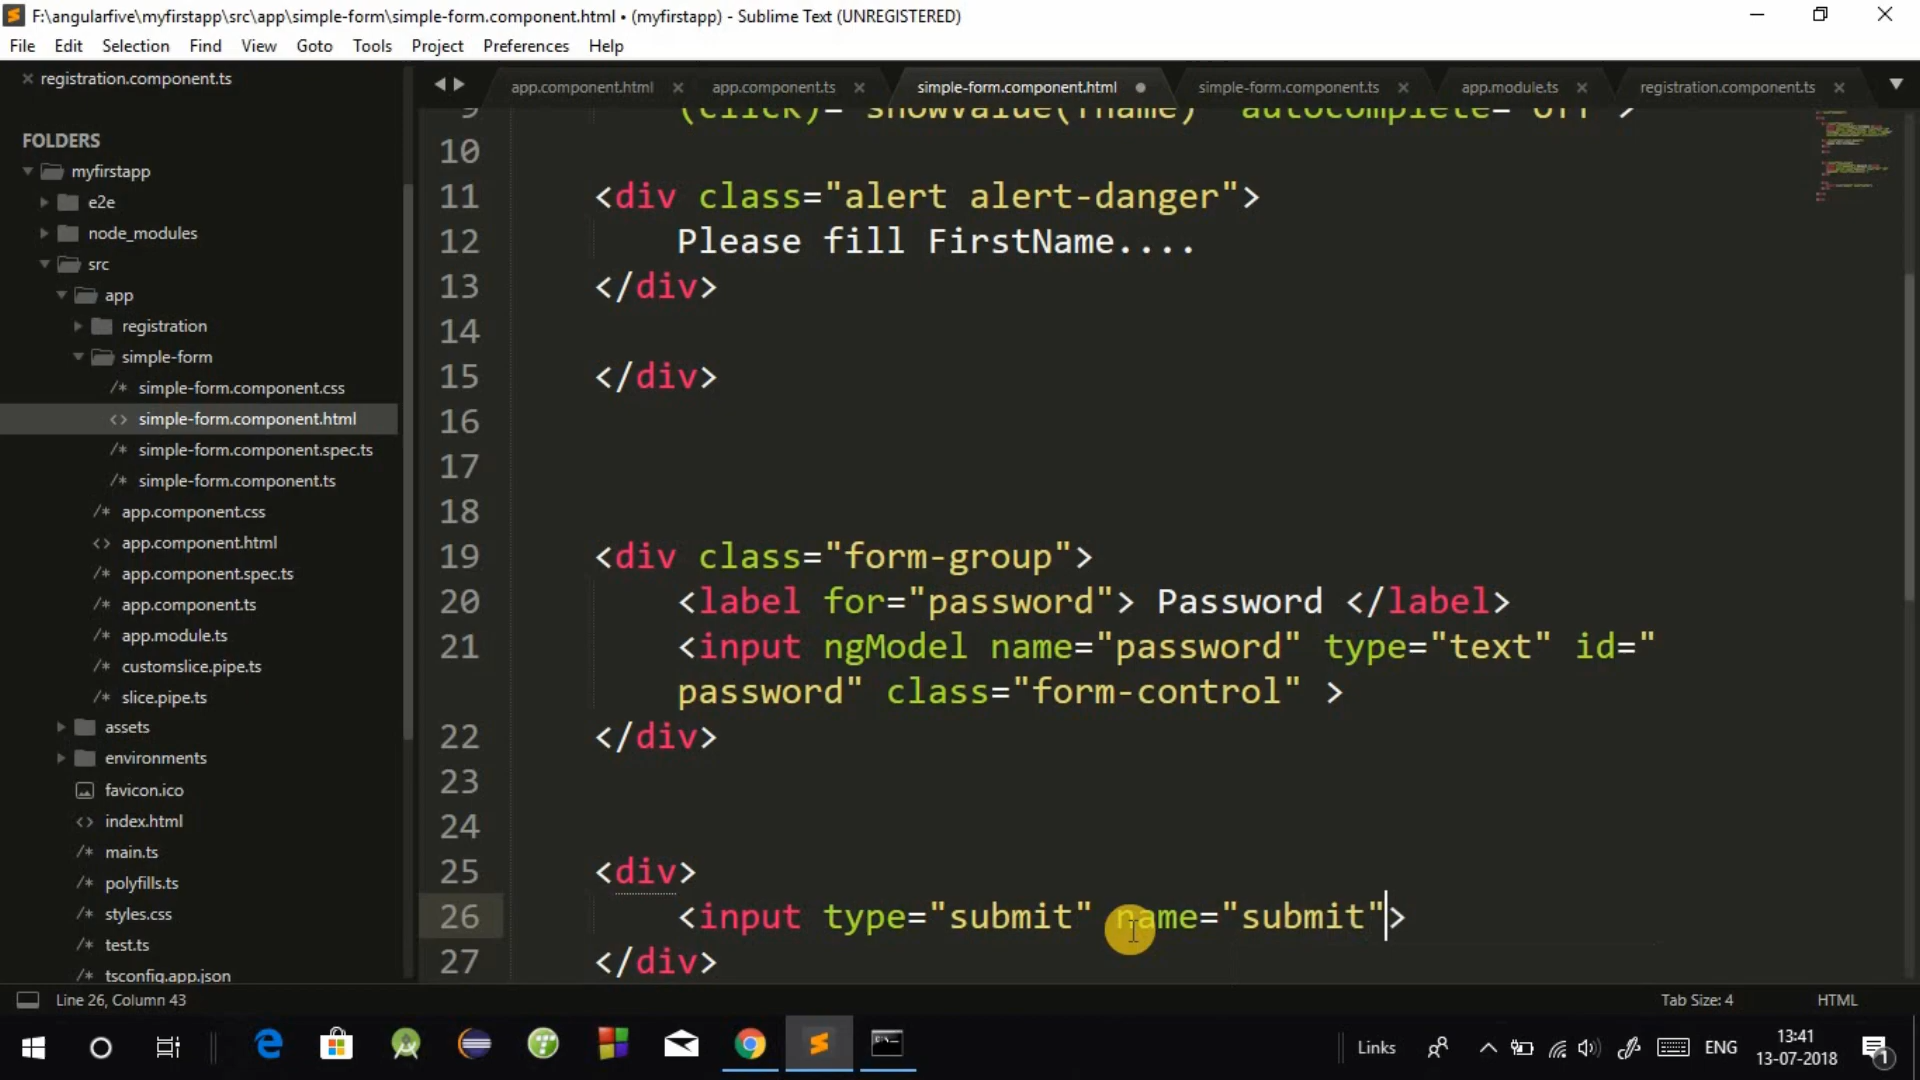 F:\angularfive\myfirstapp\src\app\simple-form\simple-form.component.html • (myfirstapp) - Sublime Text (UNREGISTERED)
File Edit Selection Find View Goto Tools Project Preferences Help
registration.component.ts
FOLDERS
myfirstapp
e2e
node_modules
src
app
registration
simple-form
/* simple-form.component.css
<> simple-form.component.html
/* simple-form.component.spec.ts
/* simple-form.component.ts
/* app.component.css
<> app.component.html
/* app.component.spec.ts
/* app.component.ts
/* app.module.ts
/* customslice.pipe.ts
/* slice.pipe.ts
assets
environments
favicon.ico
<> index.html
/* main.ts
/* polyfills.ts
/* styles.css
/* test.ts
/* tsconfig.app.json
app.component.html app.component.ts simple-form.component.html simple-form.component.ts app.module.ts registration.component.ts
9 (click)="showValue(fname)" autocomplete="off">
10
11 <div class="alert alert-danger">
12 Please fill FirstName....
13 </div>
14
15 </div>
16
17
18
19 <div class="form-group">
20 <label for="password"> Password </label>
21 <input ngModel name="password" type="text" id="
password" class="form-control" >
22 </div>
23
24
25 <div>
26 <input type="submit" name="submit">
27 </div>
Line 26, Column 43 Tab Size: 4 HTML
Links ENG 13:41
13-07-2018
1